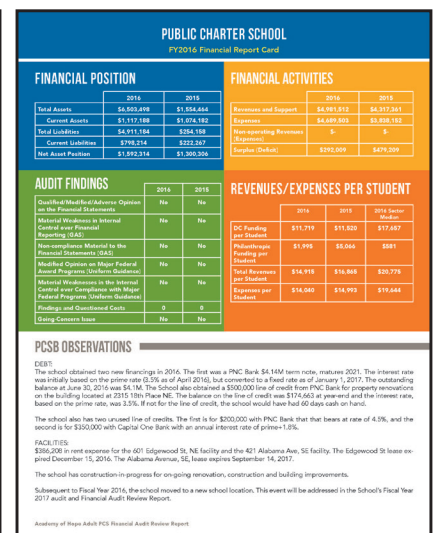 PUBLIC CHARTER SCHOOL
FY2016 Financial Report Card
FINANCIAL POSITION
2016 2015
Total Assets $6,503,498 $1,554,464
Current Assets $1,117,188 $1,074,182
Total Liabilities $4,911,184 $254,158
Current Liabilities $798,214 $222,267
Net Asset Position $1,592,314 $1,300,306
FINANCIAL ACTIVITIES
2016 2015
Revenues and Support $4,981,512 $4,317,361
Expenses $4,689,503 $3,838,152
Non-operating Revenues (Expenses) $- $-
Surplus (Deficit) $292,009 $479,209
AUDIT FINDINGS
2016 2015
Qualified/Modified/Adverse Opinion
on the Financial Statements No No
Material Weakness in Internal
Control over Financial
Reporting (GAS) No No
Non-compliance Material to the
Financial Statements (GAS) No No
Modified Opinion on Major Federal
Award Programs (Uniform Guidance) No No
Material Weaknesses in the Internal
Control over Compliance with Major
Federal Programs (Uniform Guidance) No No
Findings and Questioned Costs 0 0
Going-Concern Issue No No
REVENUES/EXPENSES PER STUDENT
2016 2015 2016 Sector
Median
DC Funding
per Student $11,719 $11,520 $17,687
Philanthropic
Funding per
Student $1,995 $5,066 $881
Total Revenues
per Student $14,915 $16,865 $20,775
Expenses per
Student $14,040 $14,993 $19,644
PCSB OBSERVATIONS
DEBT:
The school obtained two new financings in 2016. The first was a PNC Bank $4.14M term note, matures 2021. The interest rate
was initially based on the prime rate (3.5% as of April 2016), but converted to a fixed rate as of January 1, 2017. The outstanding
balance at June 30, 2016 was $4.1M. The School also obtained a $500,000 line of credit from PNC Bank for property renovations
on the building located at 2315 18th Place NE. The balance on the line of credit was $174,663 at year-end and the interest rate,
based on the prime rate, was 3.5%. If not for the line of credit, the school would have had 60 days cash on hand.
The school also has two unused line of credits. The first is for $200,000 with PNC Bank that that bears at rate of 4.5%, and the
second is for $350,000 with Capital One Bank with an annual interest rate of prime+1.8%.
FACILITIES:
$386,208 in rent expense for the 601 Edgewood St, NE facility and the 421 Alabama Ave, SE facility. The Edgewood St lease ex-
pired December 15, 2016. The Alabama Avenue, SE, lease expires September 14, 2017.
The school has construction-in-progress for on-going renovation, construction and building improvements.
Subsequent to Fiscal Year 2016, the school moved to a new school location. This event will be addressed in the School's Fiscal Year
2017 audit and Financial Audit Review Report.
Academy of Hope Adult PCS Financial Audit Review Report